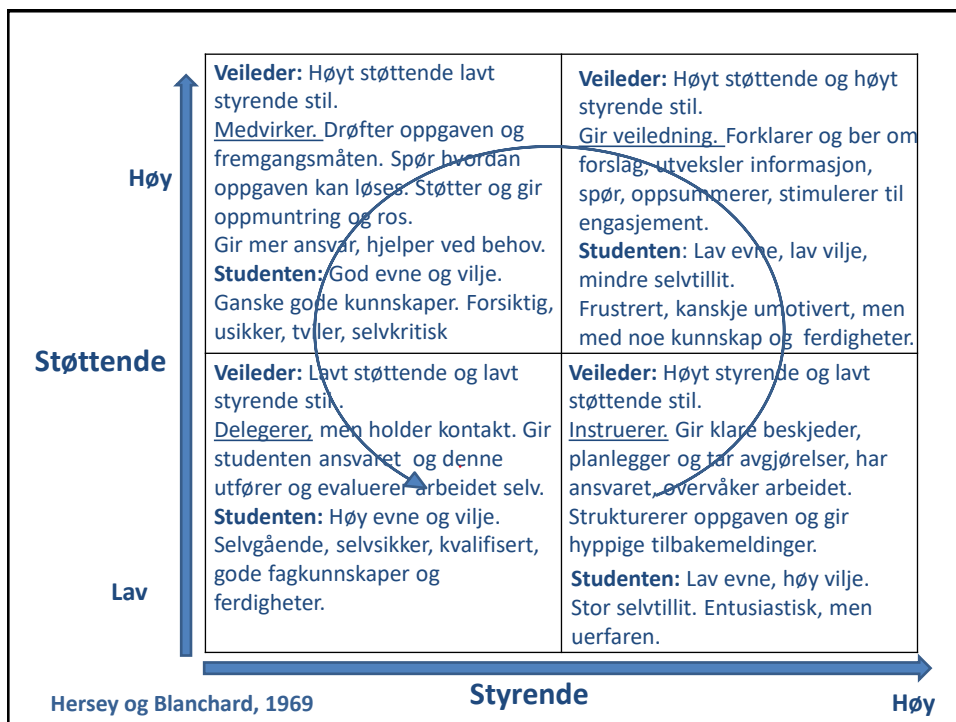 Veileder: Høyt støttende lavt
styrende stil.
Medvirker. Drøfter oppgaven og
fremgangsmåten. Spør hvordan
oppgaven kan løses. Støtter og gir
oppmuntring og ros.
Gir mer ansvar, hjelper ved behov.
Studenten: God evne og vilje.
Ganske gode kunnskaper. Forsiktig,
usikker, tviler, selvkritisk
Veileder: Høyt støttende og høyt
styrende stil.
Gir veiledning. Forklarer og ber om
forslag, utveksler informasjon,
spør, oppsummerer, stimulerer til
engasjement.
Studenten: Lav evne, lav vilje,
mindre selvtillit.
Frustrert, kanskje umotivert, men
med noe kunnskap og ferdigheter.
Høy
Støttende
Lav
Veileder: Lavt støttende og lavt
styrende stil.
Delegerer, men holder kontakt. Gir
studenten ansvaret og denne
utfører og evaluerer arbeidet selv.
Studenten: Høy evne og vilje.
Selvgående, selvsikker, kvalifisert,
gode fagkunnskaper og
ferdigheter.
Veileder: Høyt styrende og lavt
støttende stil.
Instruerer. Gir klare beskjeder,
planlegger og tar avgjørelser, har
ansvaret, overvåker arbeidet.
Strukturerer oppgaven og gir
hyppige tilbakemeldinger.
Studenten: Lav evne, høy vilje.
Stor selvtillit. Entusiastisk, men
uerfaren.
Hersey og Blanchard, 1969
Styrende
Høy